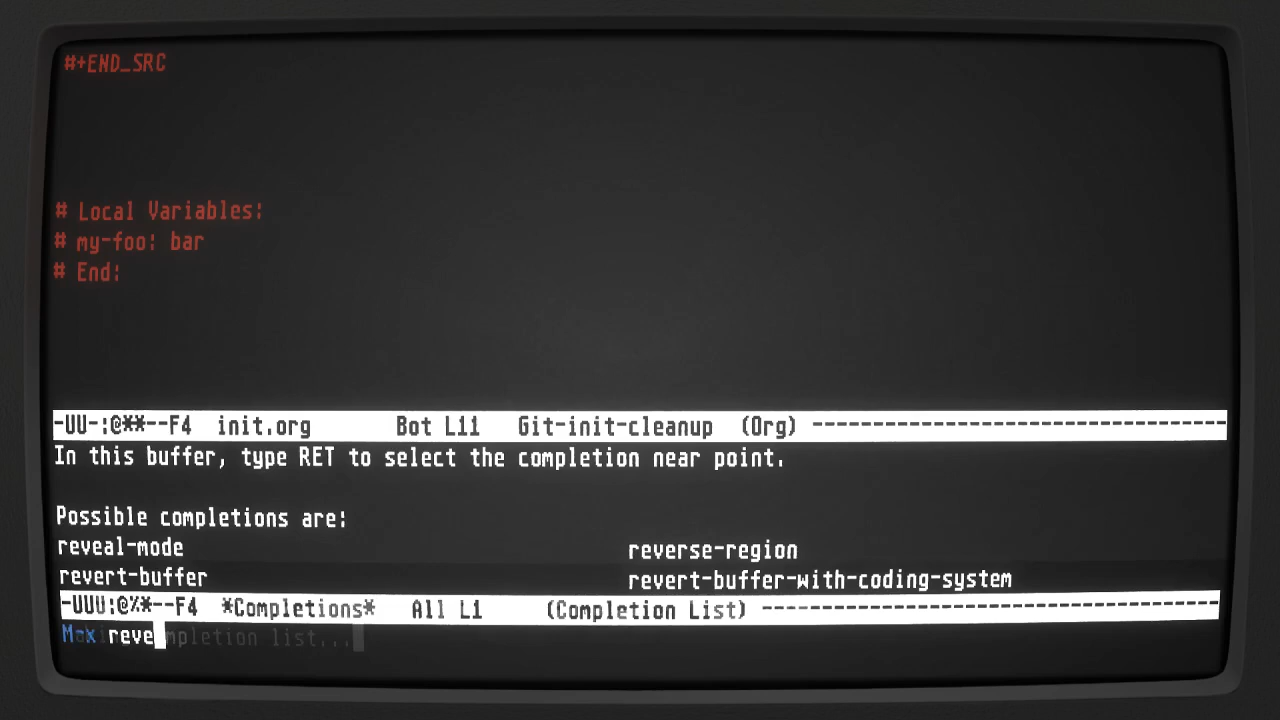 #+END_SRC
# Local Variables:
# my-foo: bar
# End:
-UU-:@**--F4  init.org       Bot L11   Git-init-cleanup  (Org) ----------------------------------
In this buffer, type RET to select the completion near point.
Possible completions are:
reveal-mode reverse-region
revert-buffer revert-buffer-with-coding-system
-UUU:@%*--F4  *Completions*   All L1      (Completion List) --------------------------------------
M-x reve mpletion list...